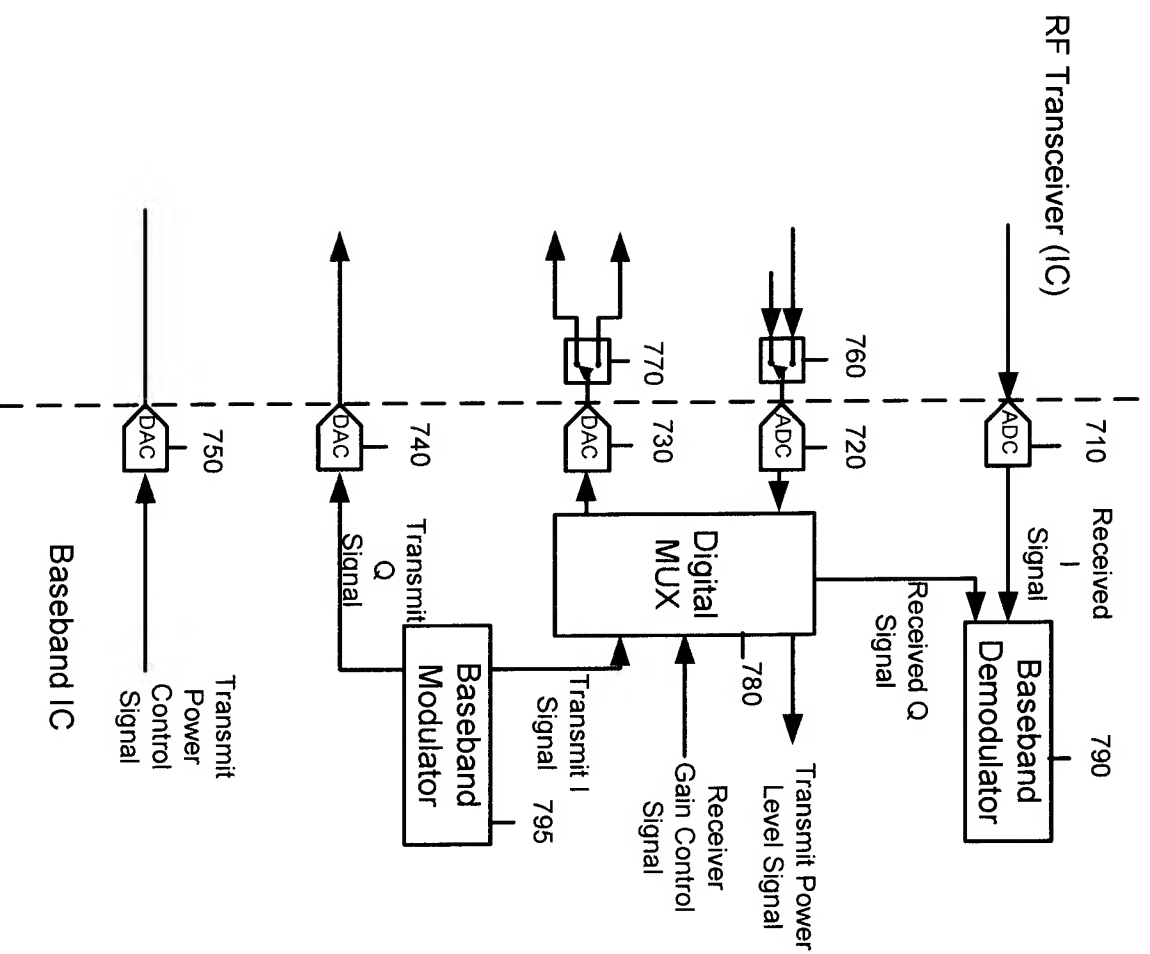 RF Transceiver (IC)
710
ADC
Received
I
Signal
790
Baseband
Demodulator
760
720
ADC
Received Q
Signal
Transmit Power
Level Signal
770
730
DAC
Digital
MUX
780
Receiver
Gain Control
Signal
Transmit I
Signal
740
DAC
Transmit
Q
Signal
Baseband
Modulator
795
750
DAC
Transmit
Power
Control
Signal
Baseband IC